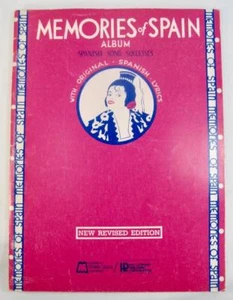 MEMORIES of SPAIN
ALBUM
SPANISH SONG SUCCESSES
WITH ORIGINAL - SPANISH LYRICS
NEW REVISED EDITION